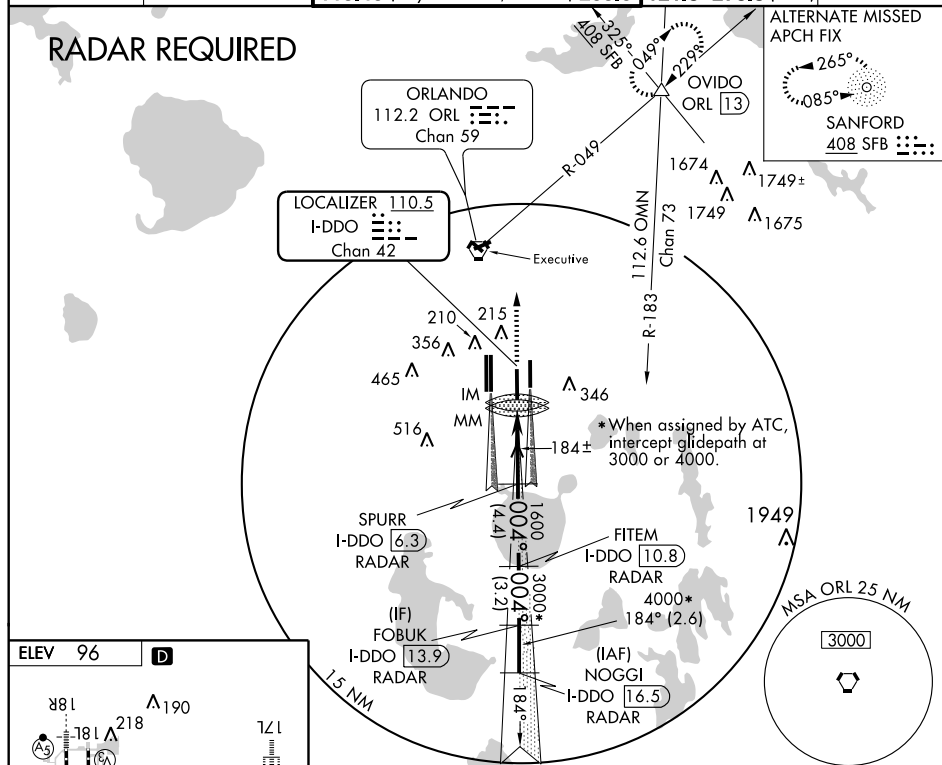 RADAR REQUIRED
325°
408 SFB
049°
229°
OVIDO
ORL 13
ALTERNATE MISSED
APCH FIX
265°
085°
SANFORD
408 SFB
ORLANDO
112.2 ORL
Chan 59
R-049
1674
1749±
1749
1675
LOCALIZER 110.5
I-DDO
Chan 42
Executive
112.6 OMN
Chan 73
R-183
210
215
356
465
346
IM
MM
516
184±
* When assigned by ATC,
intercept glidepath at
3000 or 4000.
1949
SPURR
I-DDO 6.3
RADAR
1600
004°
(4.4)
FITEM
I-DDO 10.8
RADAR
3000*
004°
(3.2)
4000*
184° (2.6)
(IF)
FOBUK
I-DDO 13.9
RADAR
(IAF)
NOGGI
I-DDO 16.5
RADAR
184°
15 NM
MSA ORL 25 NM
3000
ELEV 96
D
190
18R
18L
218
17L
A5